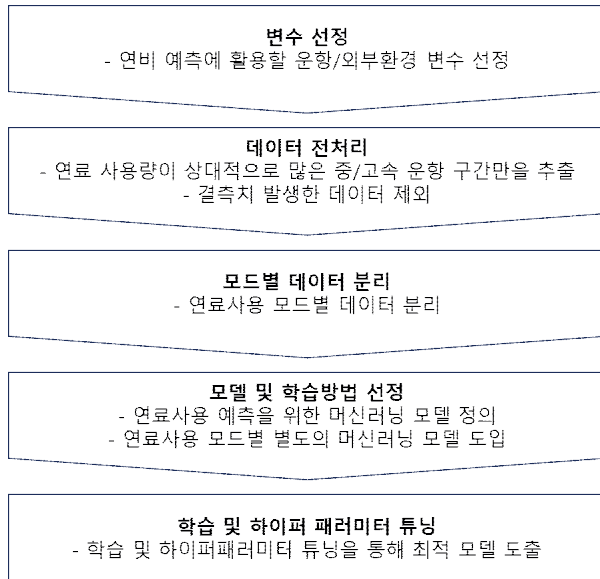 변수 선정
- 연비 예측에 활용할 운항/외부환경 변수 선정
데이터 전처리
- 연료 사용량이 상대적으로 많은 중/고속 운항 구간만을 추출
- 결측치 발생한 데이터 제외
모드별 데이터 분리
- 연료사용 모드별 데이터 분리
모델 및 학습방법 선정
- 연료사용 예측을 위한 머신러닝 모델 정의
- 연료사용 모드별 별도의 머신러닝 모델 도입
학습 및 하이퍼 패러미터 튜닝
- 학습 및 하이퍼패러미터 튜닝을 통해 최적 모델 도출